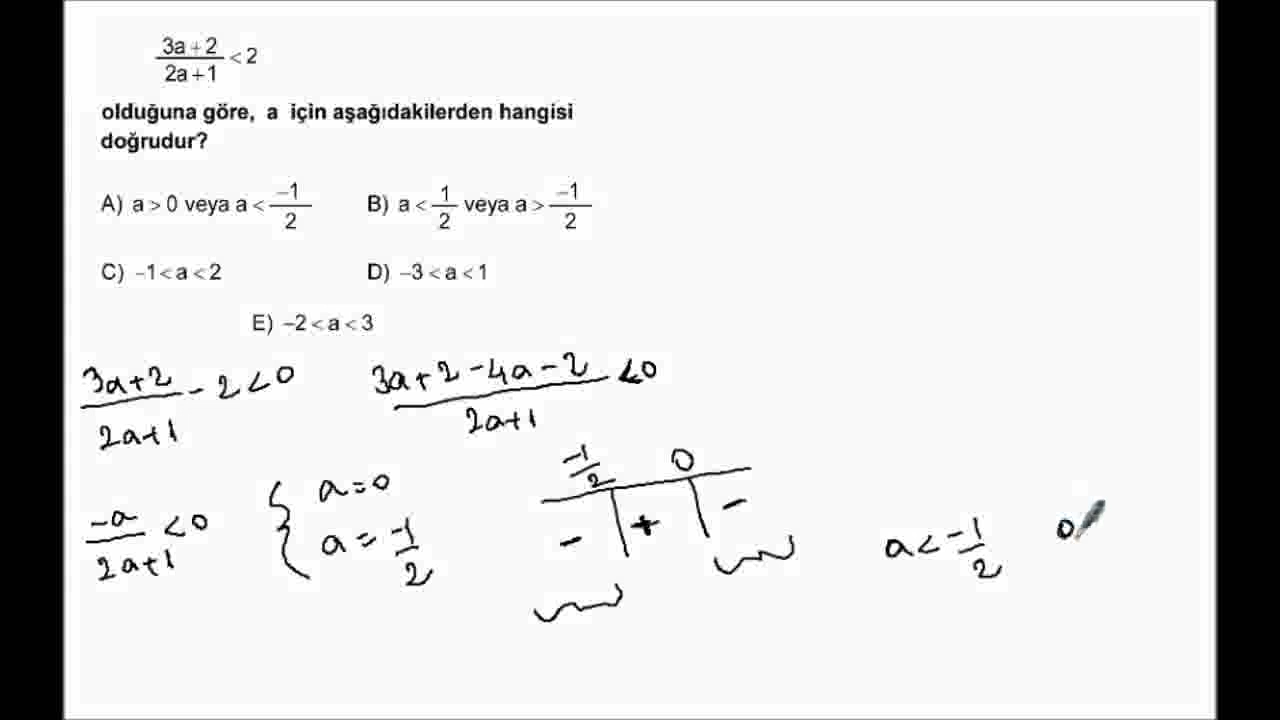 3a+2 / 2a+1 < 2
olduğuna göre, a için aşağıdakilerden hangisi
doğrudur?
A) a > 0 veya a < –1/2 B) a < 1/2 veya a > –1/2
C) –1 < a < 2 D) –3 < a < 1
E) –2 < a < 3
3a+2 / 2a+1 - 2 < 0 3a+2-4a-2 / 2a+1 < 0
-a / 2a+1 < 0 { a=0 a=-1/2
-1/2 0
- + -
a < -1/2